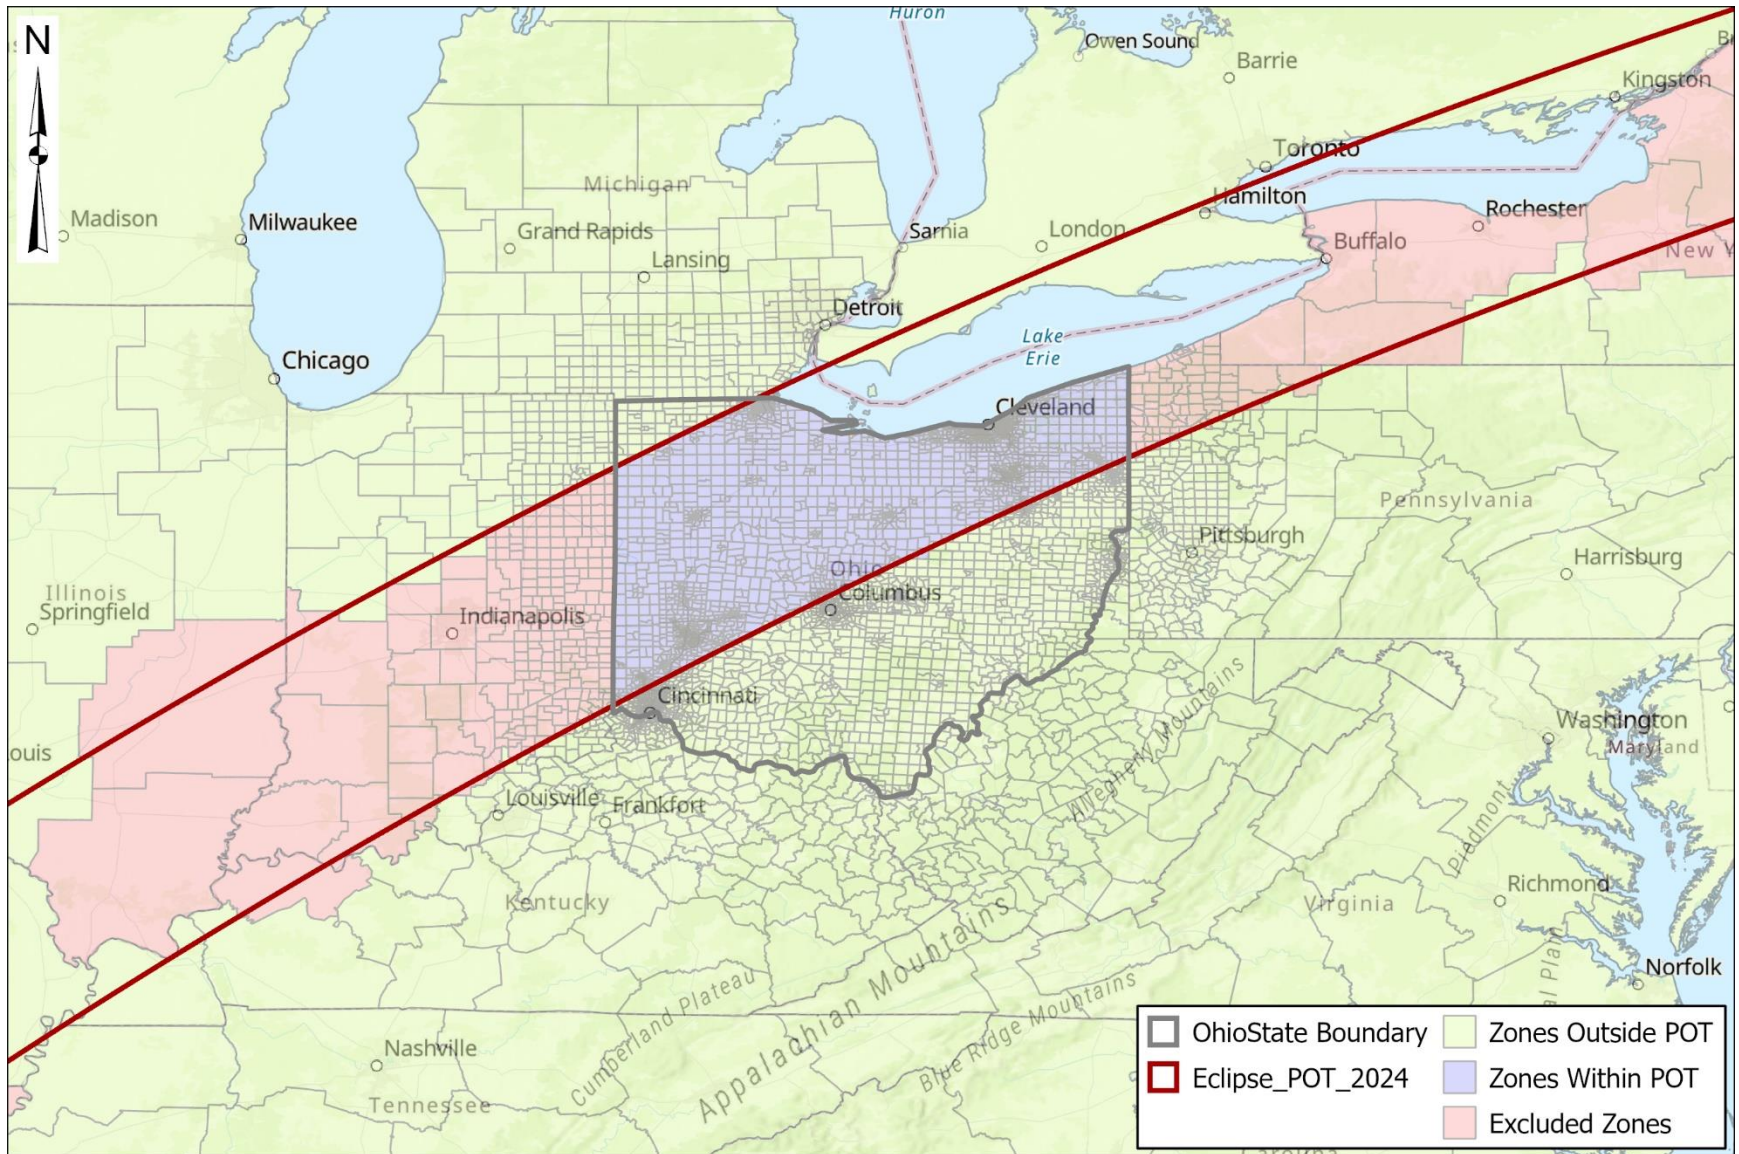 Huron
N
Owen Sound
Barrie
Kingston
Toronto
Michigan
Hamilton
Madison
Milwaukee
Grand Rapids
Sarnia
London
Rochester
Buffalo
Lansing
New Y
Detroit
Chicago
Lake
Erie
Cleveland
Pennsylvania
Pittsburgh
Harrisburg
Ohio
Illinois
Springfield
Indianapolis
Columbus
Cincinnati
Allegheny Mountains
Washington
Maryland
ouis
Louisville
Frankfort
Piedmont
Kentucky
Richmond
Virginia
Appalachian Mountains
al Plain
Norfolk
Cumberland Plateau
Blue Ridge Mountains
Nashville
Tennessee
OhioState Boundary
Eclipse_POT_2024
Zones Outside POT
Zones Within POT
Excluded Zones